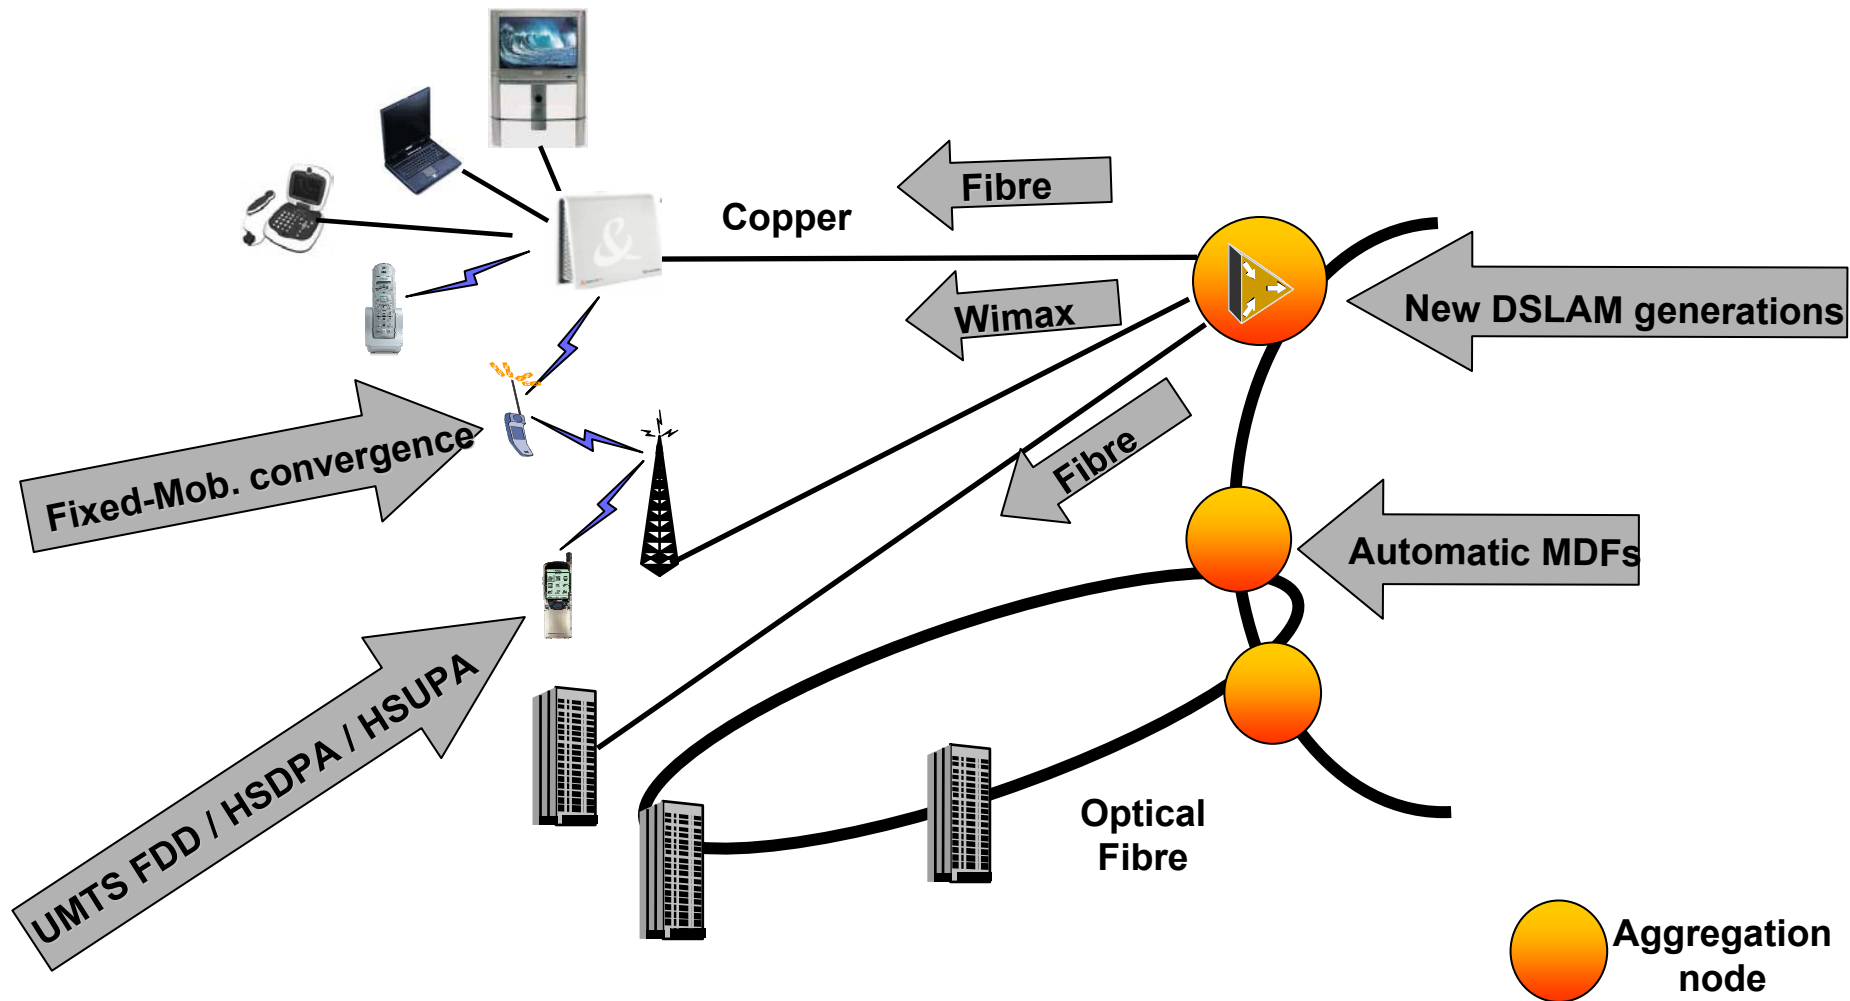 Fibre
Copper
&
New DSLAM generations
Wimax
Fixed-Mob. convergence
Fibre
Automatic MDFs
UMTS FDD / HSDPA / HSUPA
Optical
Fibre
Aggregation
node